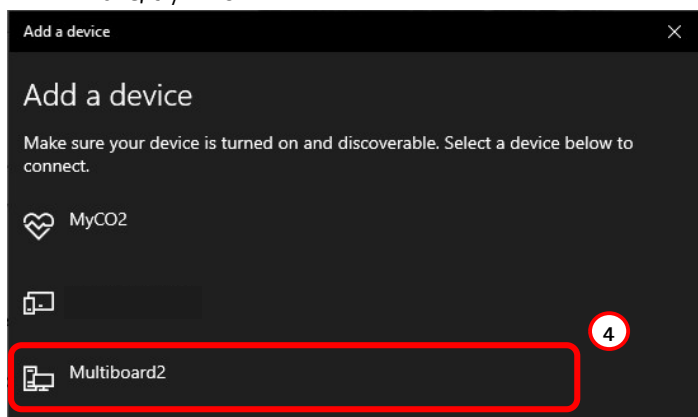 Add a device
Add a device
Make sure your device is turned on and discoverable. Select a device below to
connect.
MyCO2
4
Multiboard2